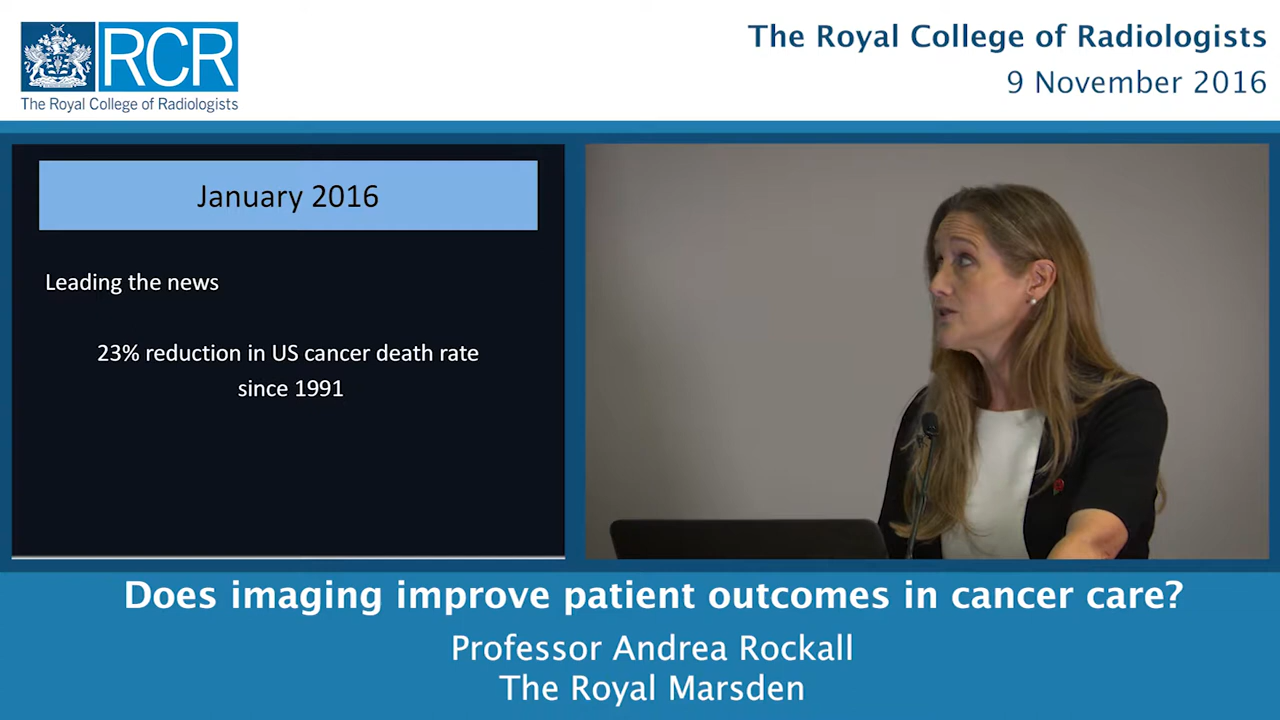 RCR
The Royal College of Radiologists
The Royal College of Radiologists
9 November 2016
January 2016
Leading the news
23% reduction in US cancer death rate
since 1991
Does imaging improve patient outcomes in cancer care?
Professor Andrea Rockall
The Royal Marsden